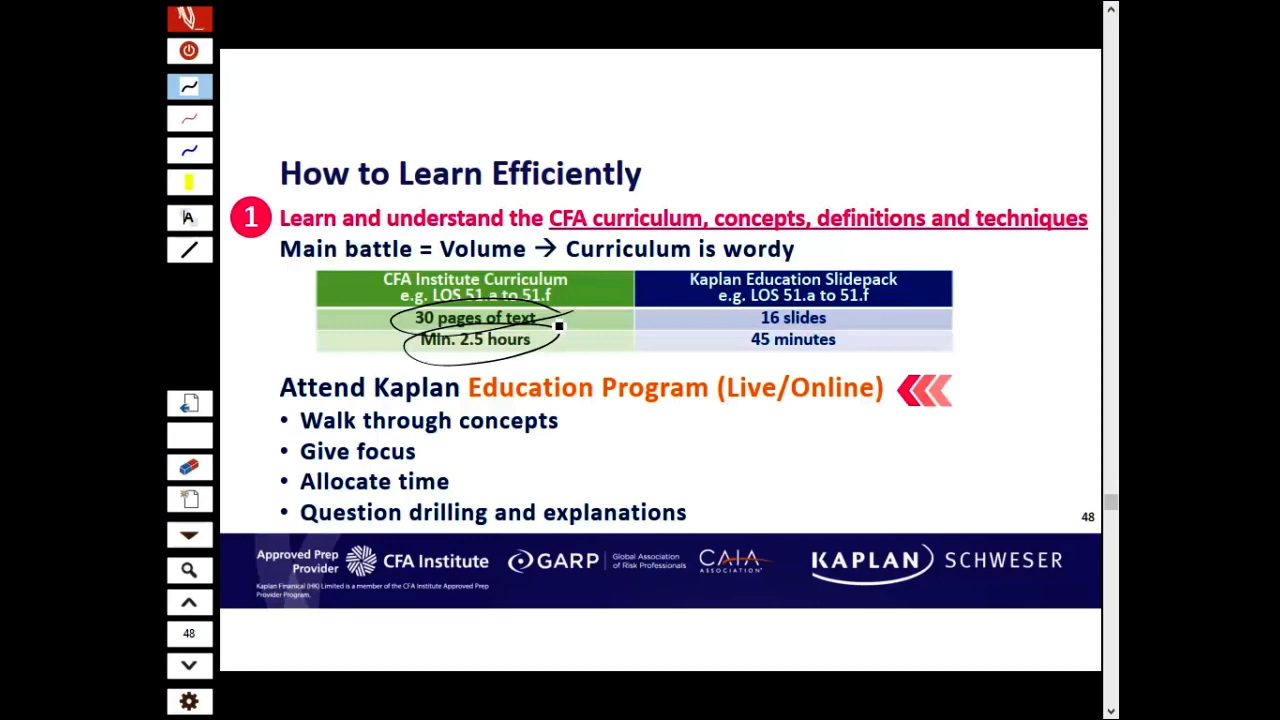 How to Learn Efficiently
1 Learn and understand the CFA curriculum, concepts, definitions and techniques
Main battle = Volume → Curriculum is wordy
CFA Institute Curriculum
e.g. LOS 51.a to 51.f
Kaplan Education Slidepack
e.g. LOS 51.a to 51.f
30 pages of text
16 slides
Min. 2.5 hours
45 minutes
Attend Kaplan Education Program (Live/Online)
• Walk through concepts
• Give focus
• Allocate time
• Question drilling and explanations
48
Approved Prep
Provider
CFA Institute
Kaplan Financial (HK) Limited is a member of the CFA Institute Approved Prep
Provider Program.
GARP
Global Association
of Risk Professionals
CAIA
ASSOCIATION
KAPLAN SCHWESER
A
48